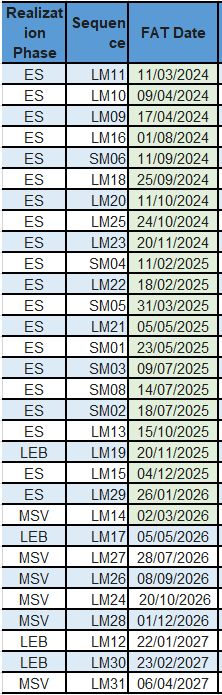 Realizat Sequen FAT Date
ion ce
Phase
ES LM11 11/03/2024
ES LM10 09/04/2024
ES LM09 17/04/2024
ES LM16 01/08/2024
ES SM06 11/09/2024
ES LM18 25/09/2024
ES LM20 11/10/2024
ES LM25 24/10/2024
ES LM23 20/11/2024
ES SM04 11/02/2025
ES LM22 18/02/2025
ES SM05 31/03/2025
ES LM21 05/05/2025
ES SM01 23/05/2025
ES SM03 09/07/2025
ES SM08 14/07/2025
ES SM02 18/07/2025
ES LM13 15/10/2025
LEB LM19 20/11/2025
ES LM15 04/12/2025
ES LM29 26/01/2026
MSV LM14 02/03/2026
LEB LM17 05/05/2026
MSV LM27 28/07/2026
MSV LM26 08/09/2026
MSV LM24 20/10/2026
MSV LM28 01/12/2026
LEB LM12 22/01/2027
LEB LM30 23/02/2027
MSV LM31 06/04/2027